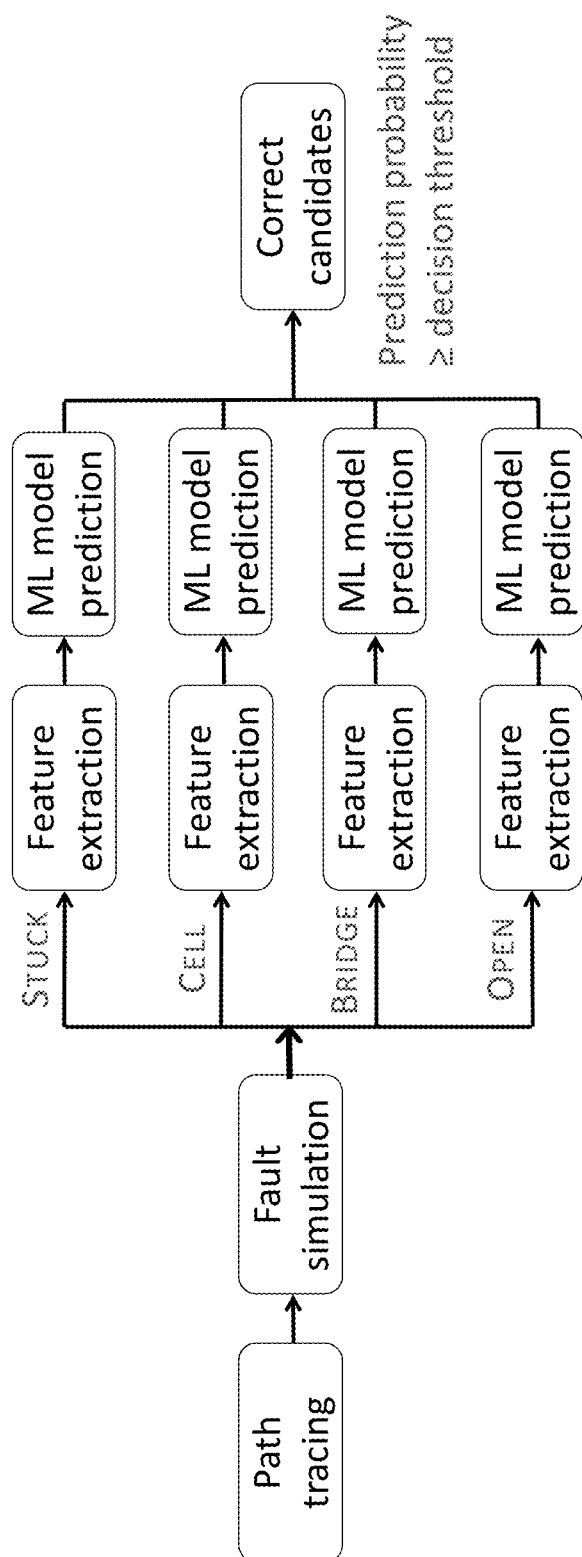 Path
tracing
Fault
simulation
STUCK
Feature
extraction
ML model
prediction
CELL
Feature
extraction
ML model
prediction
BRIDGE
Feature
extraction
ML model
prediction
OPEN
Feature
extraction
ML model
prediction
Correct
candidates
Prediction probability
≥ decision threshold